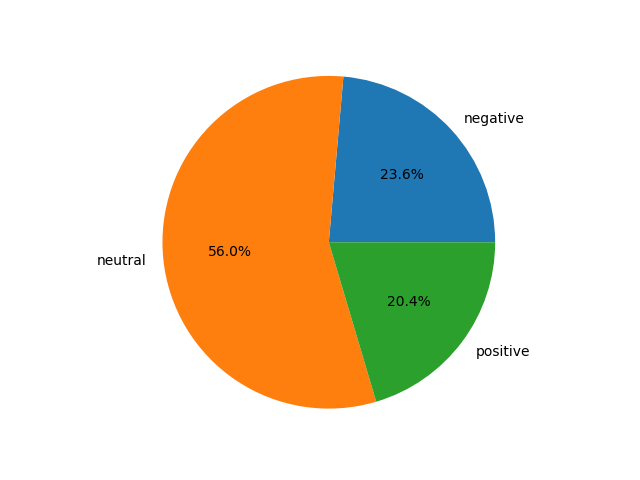 negative
23.6%
neutral
56.0%
20.4%
positive